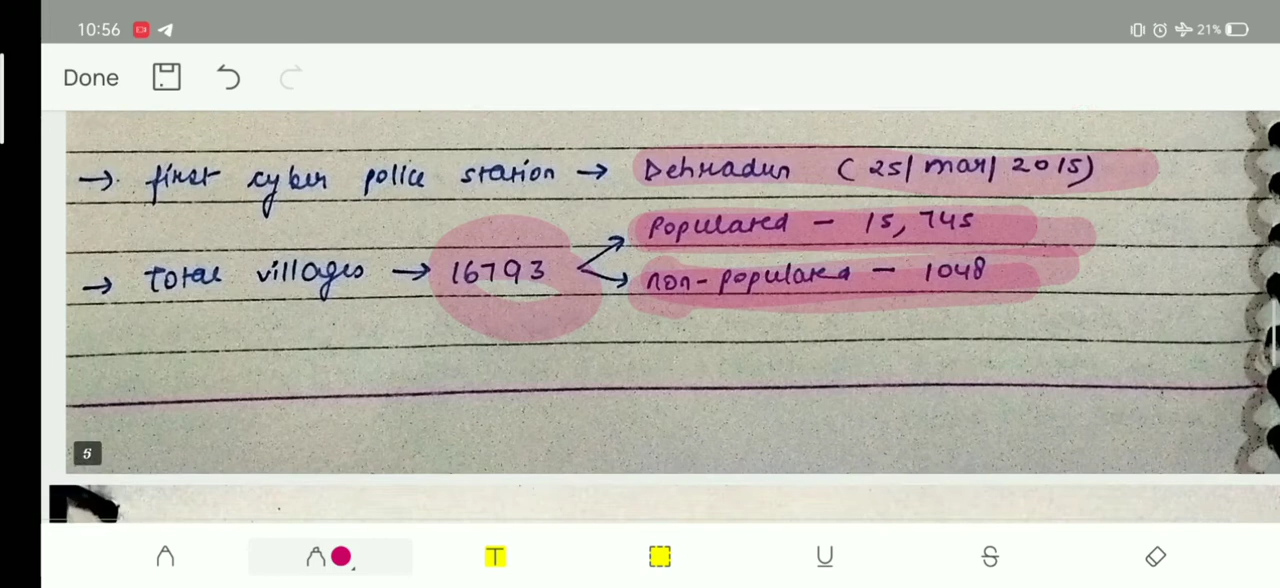 10:56 21%
Done
→ first cyber police station → Dehradun (25/mar/2015)
Populated - 15,745
→ Total villages → 16793
non-populated - 1048
5
T U S